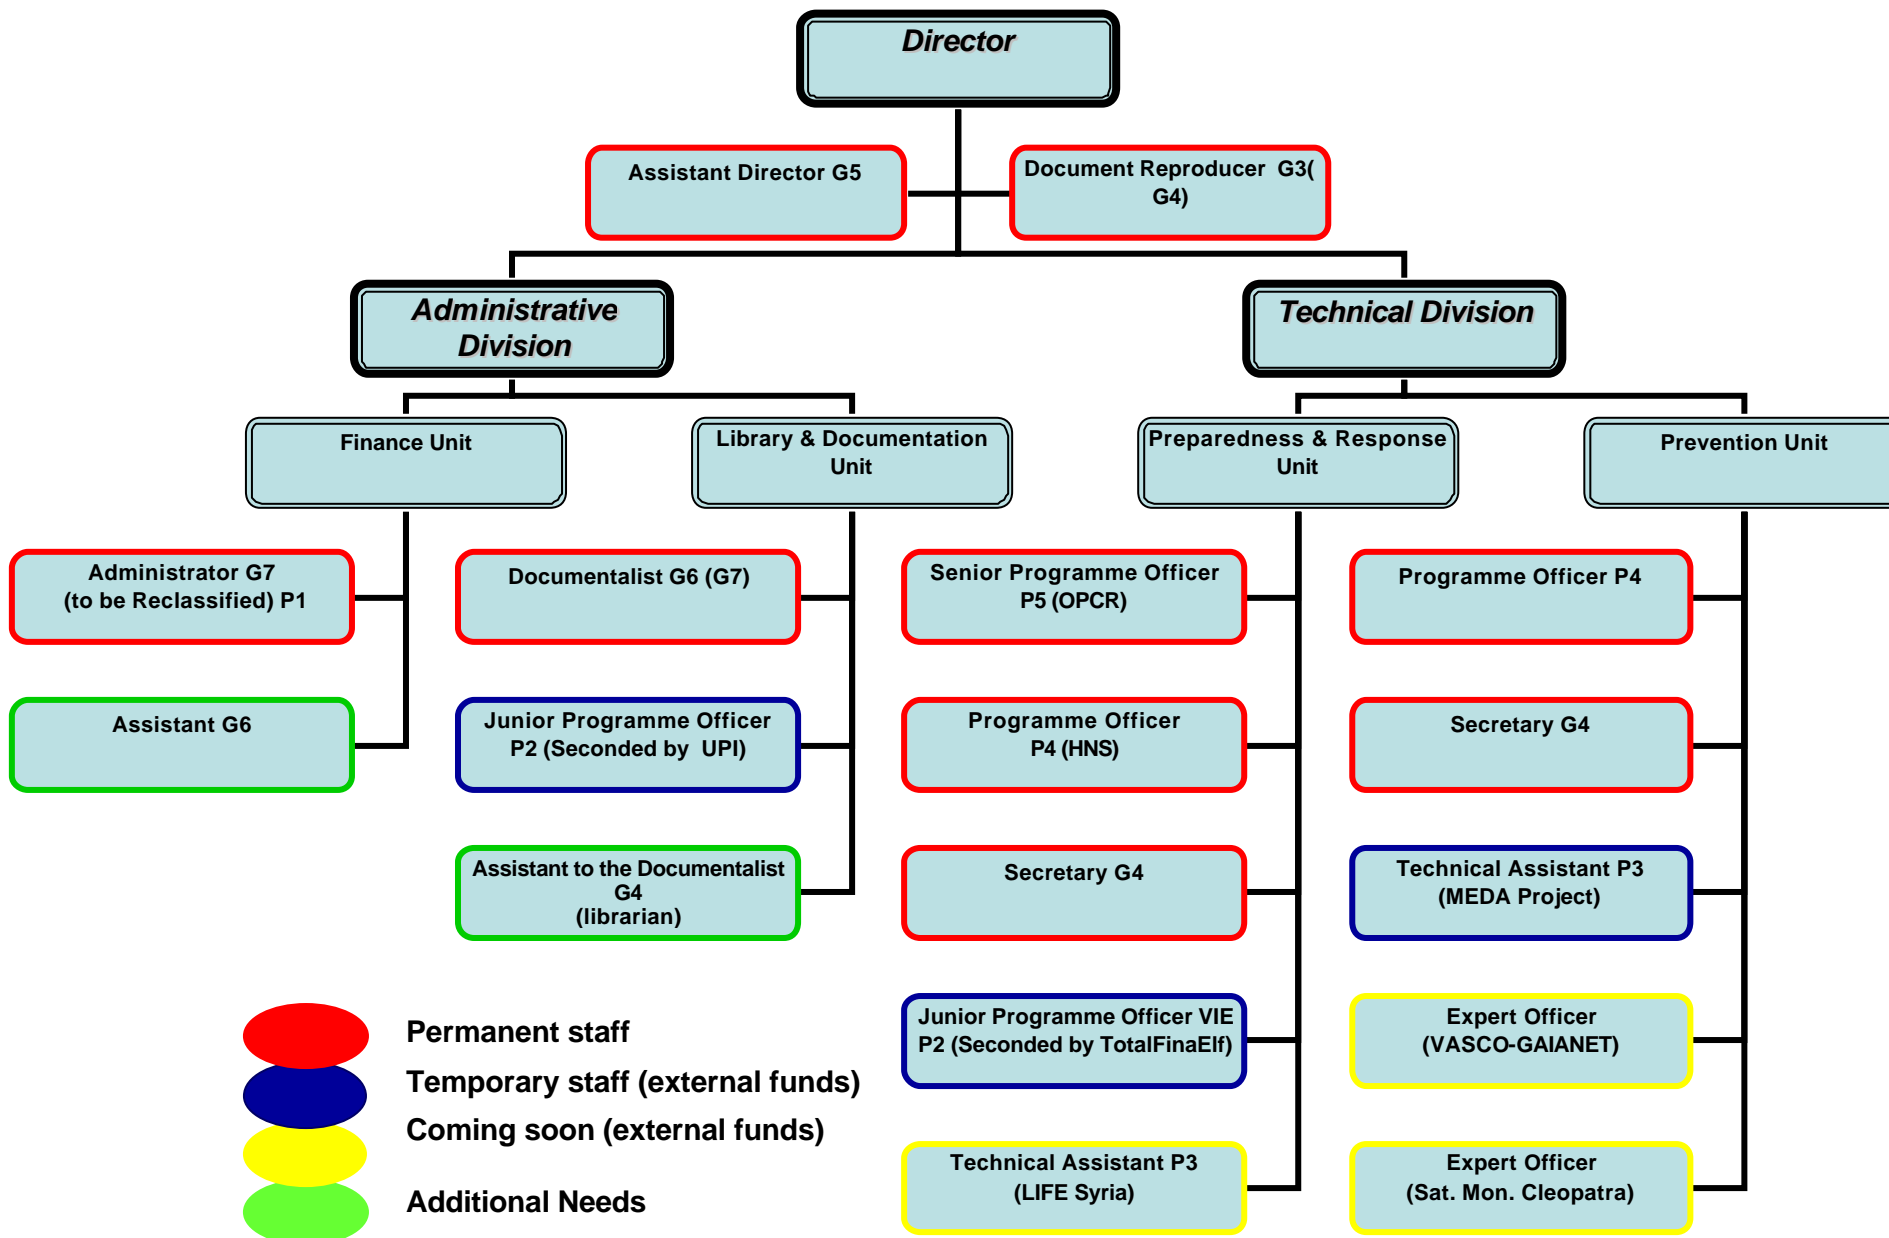 Director
Assistant Director G5
Document Reproducer G3(
G4)
Administrative
Division
Technical Division
Finance Unit
Library & Documentation
Unit
Preparedness & Response
Unit
Prevention Unit
Administrator G7
(to be Reclassified) P1
Documentalist G6 (G7)
Senior Programme Officer
P5 (OPCR)
Programme Officer P4
Assistant G6
Junior Programme Officer
P2 (Seconded by UPI)
Programme Officer
P4 (HNS)
Secretary G4
Assistant to the Documentalist
G4
(librarian)
Secretary G4
Technical Assistant P3
(MEDA Project)
Junior Programme Officer VIE
P2 (Seconded by TotalFinaElf)
Expert Officer
(VASCO-GAIANET)
Technical Assistant P3
(LIFE Syria)
Expert Officer
(Sat. Mon. Cleopatra)
Permanent staff
Temporary staff (external funds)
Coming soon (external funds)
Additional Needs